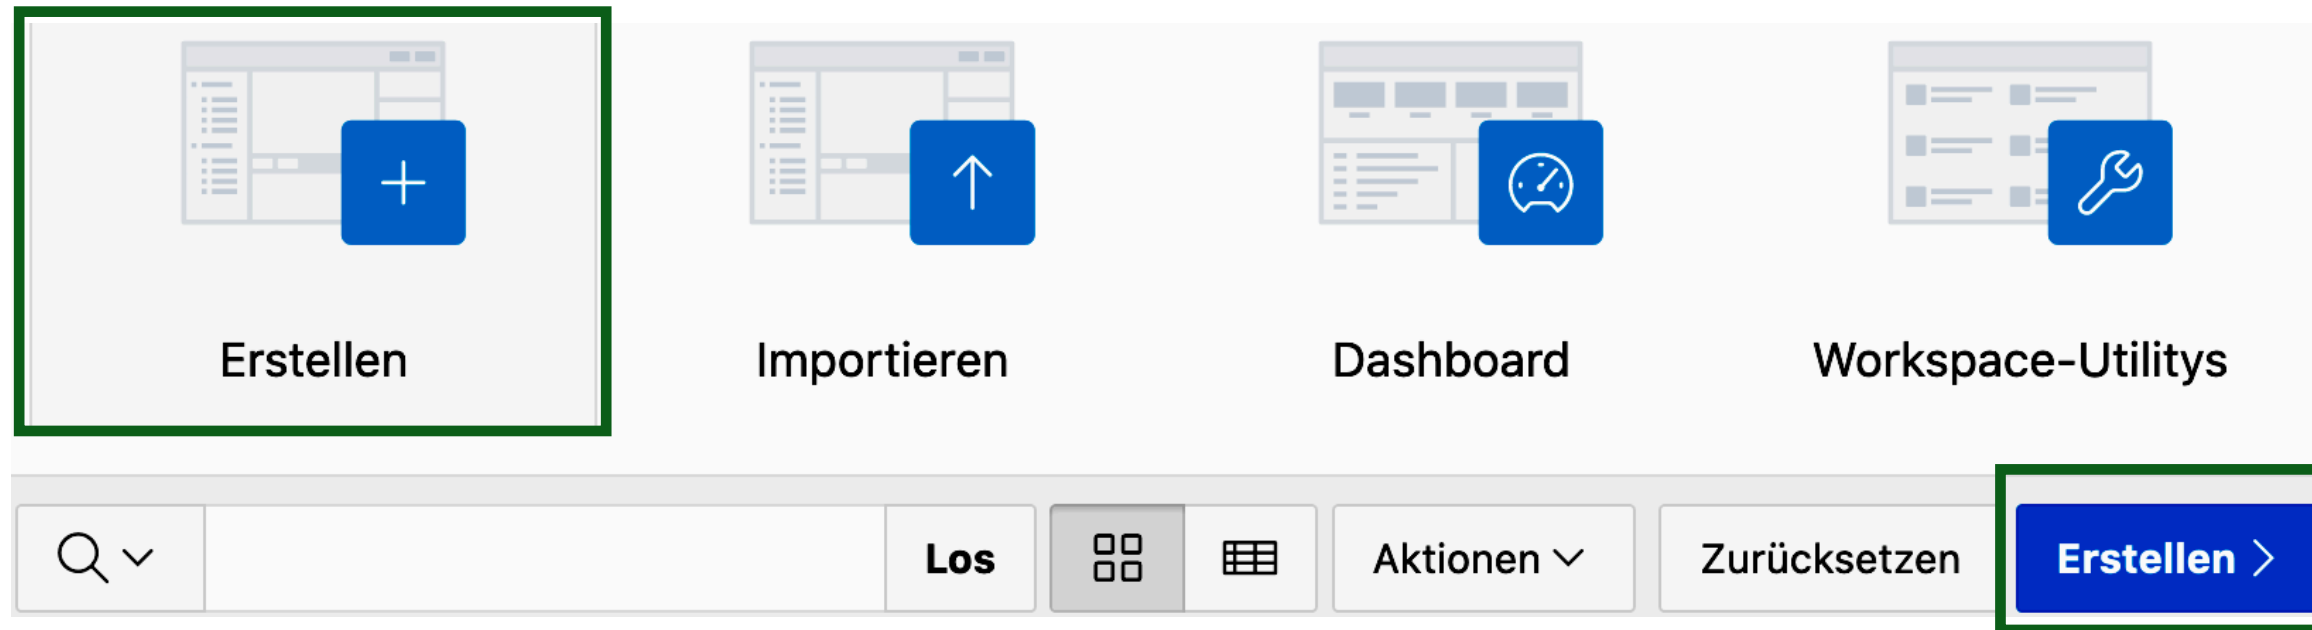 Erstellen
Importieren
Dashboard
Workspace-Utilitys
Los
Aktionen
Zurücksetzen
Erstellen